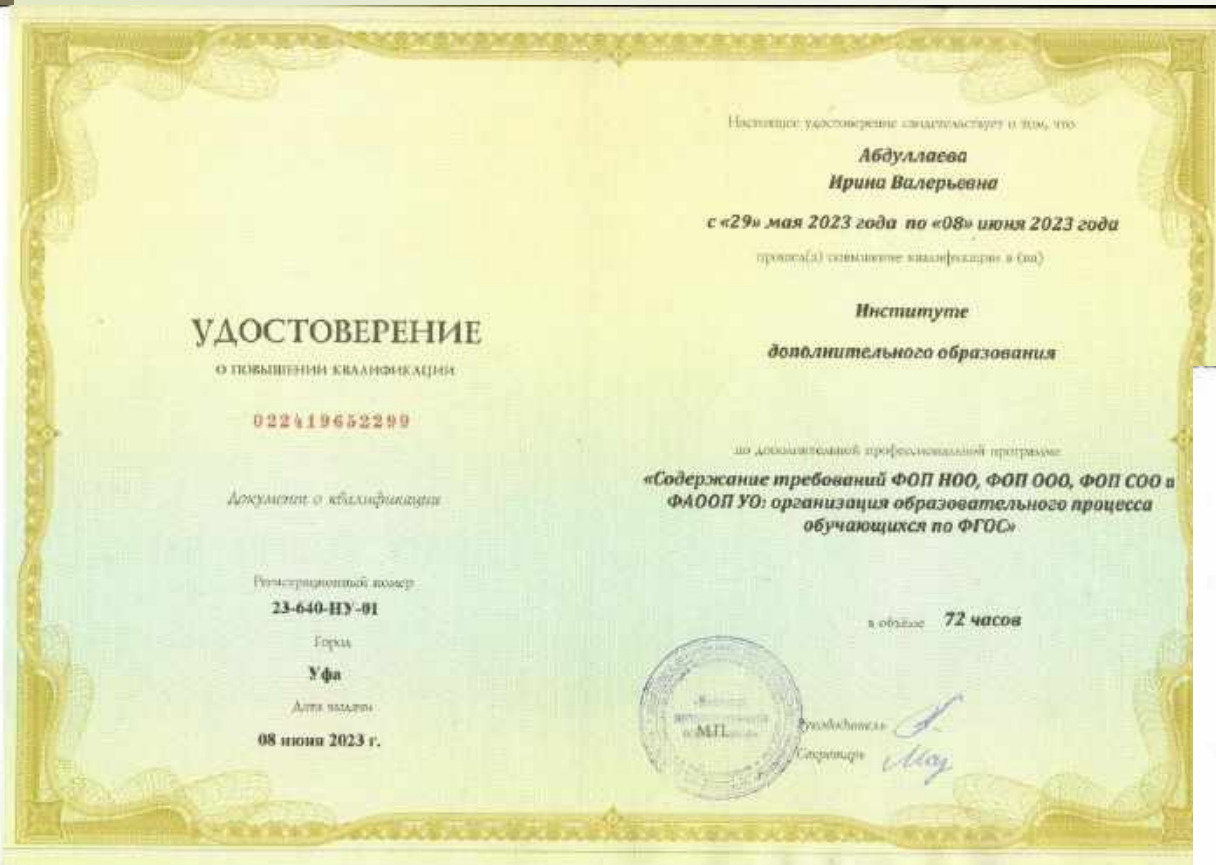 УДОСТОВЕРЕНИЕ
О ПОВЫШЕНИИ КВАЛИФИКАЦИИ
022419652299
Документ о квалификации
Регистрационный номер
23-640-НУ-01
Город
Уфа
Дата выдачи
08 июня 2023 г.
Настоящее удостоверение свидетельствует о том, что
Абдуллаева
Ирина Валерьевна
с «29» мая 2023 года по «08» июня 2023 года
прошел(а) повышение квалификации в (на)
Институте
дополнительного образования
по дополнительной профессиональной программе
«Содержание требований ФОП НОО, ФОП ООО, ФОП СОО и
ФАООП УО: организация образовательного процесса
обучающихся по ФГОС»
в объёме 72 часов
М.П.
Руководитель
Секретарь